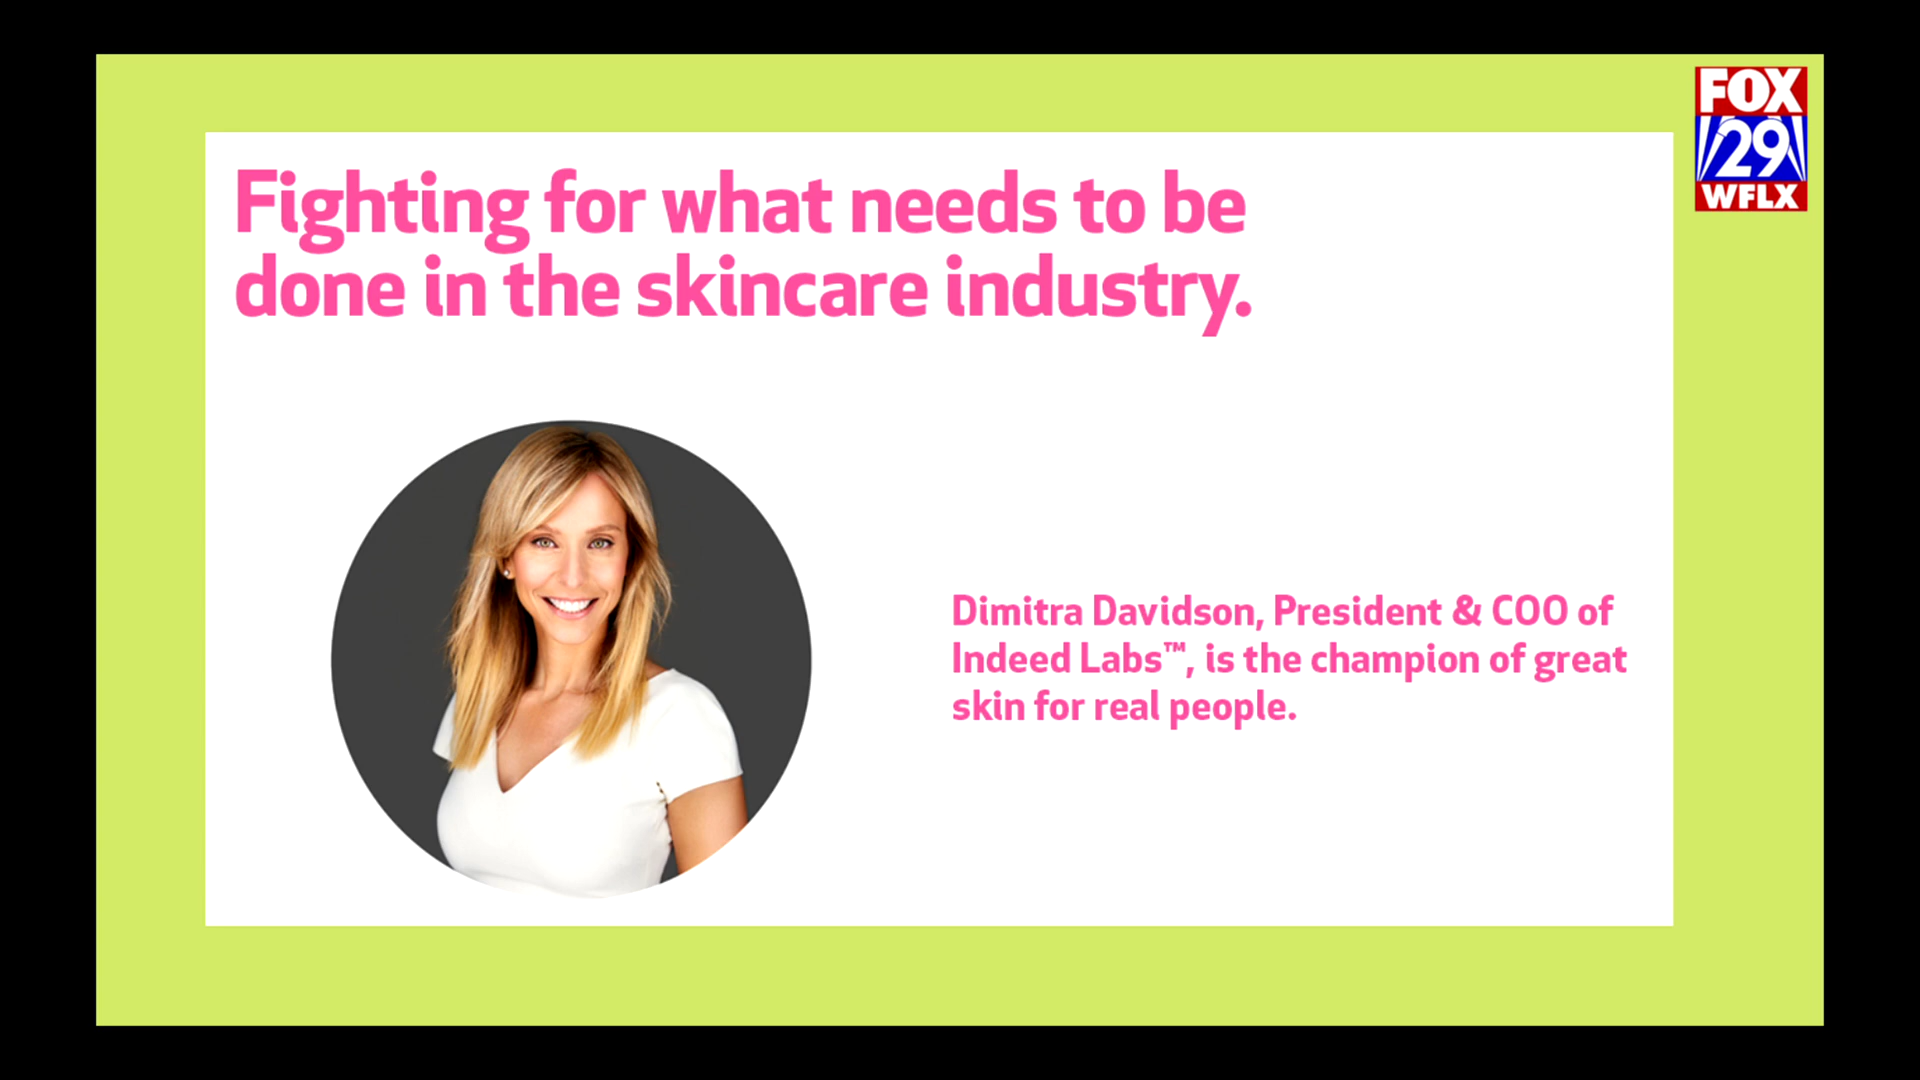 FOX
29
WFLX
Fighting for what needs to be
done in the skincare industry.
Dimitra Davidson, President & COO of
Indeed Labs™, is the champion of great
skin for real people.